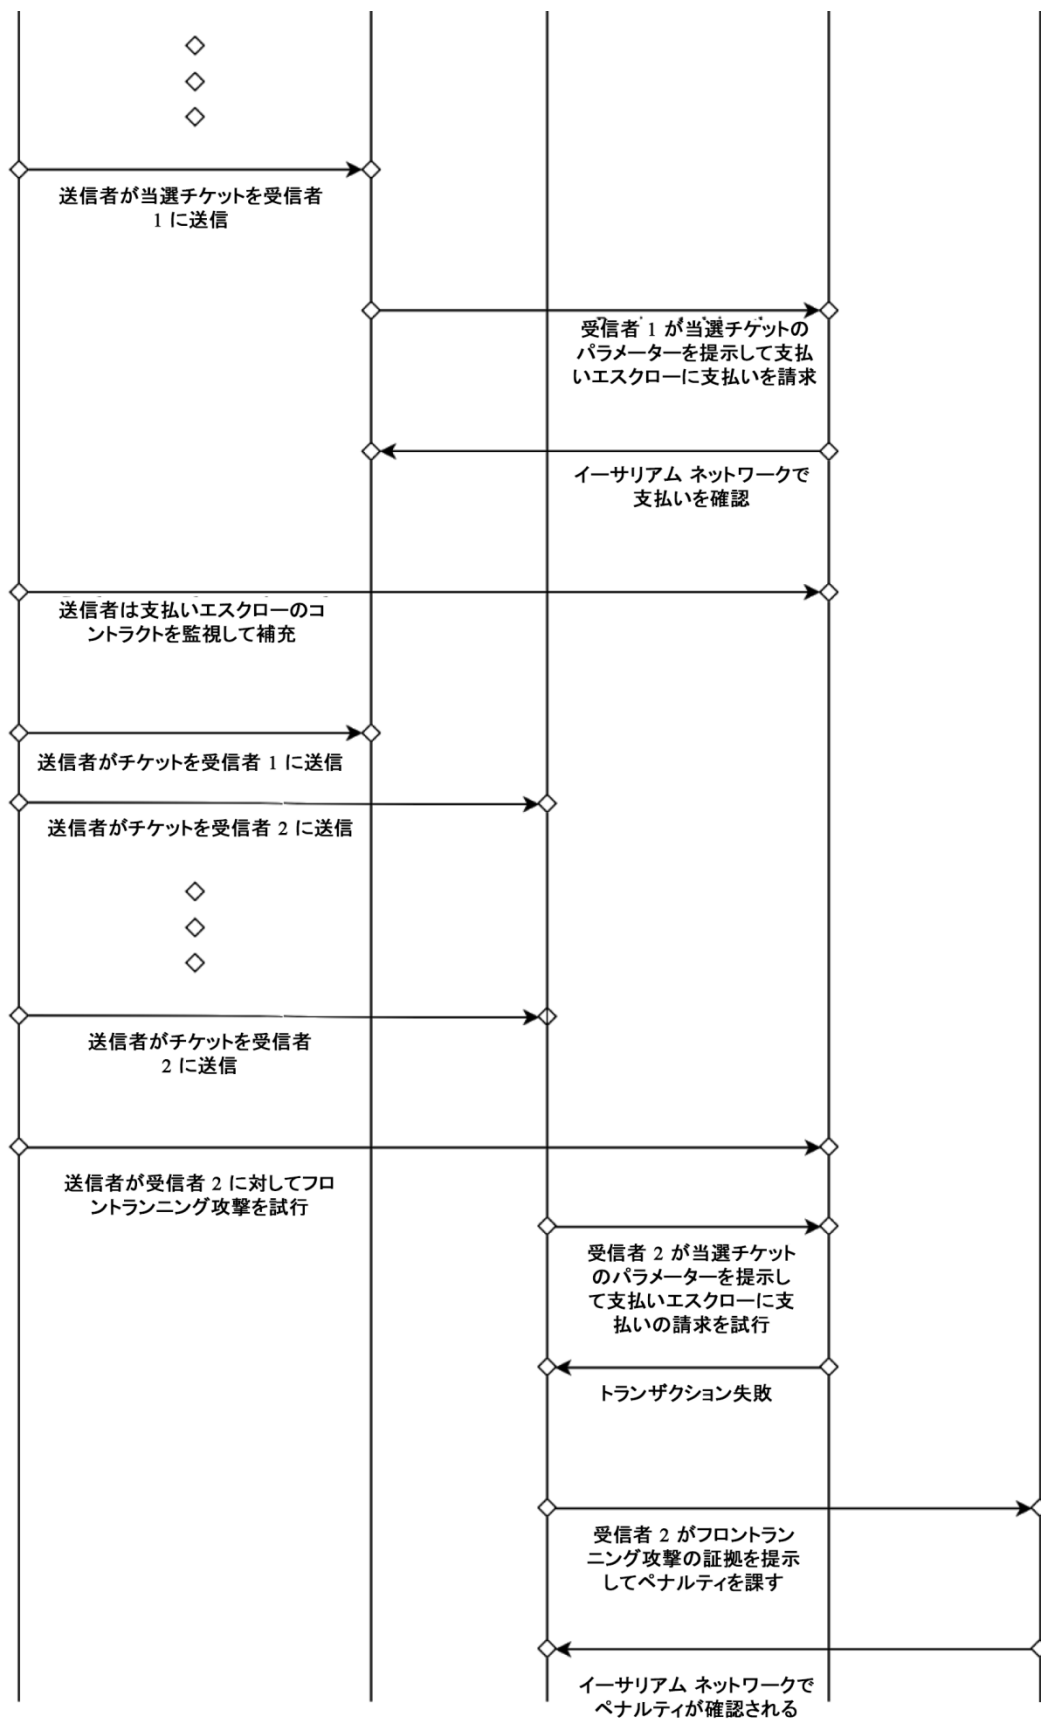 送信者が当選チケットを受信者
1 に送信
受信者 1 が当選チケットの
パラメーターを提示して支払
いエスクローに支払いを請求
イーサリアム ネットワークで
支払いを確認
送信者は支払いエスクローのコ
ントラクトを監視して補充
送信者がチケットを受信者 1 に送信
送信者がチケットを受信者 2 に送信
送信者がチケットを受信者
2 に送信
送信者が受信者 2 に対してフロ
ントランニング攻撃を試行
受信者 2 が当選チケット
のパラメーターを提示し
て支払いエスクローに支
払いの請求を試行
トランザクション失敗
受信者 2 がフロントラン
ニング攻撃の証拠を提示
してペナルティを課す
イーサリアム ネットワークで
ペナルティが確認される